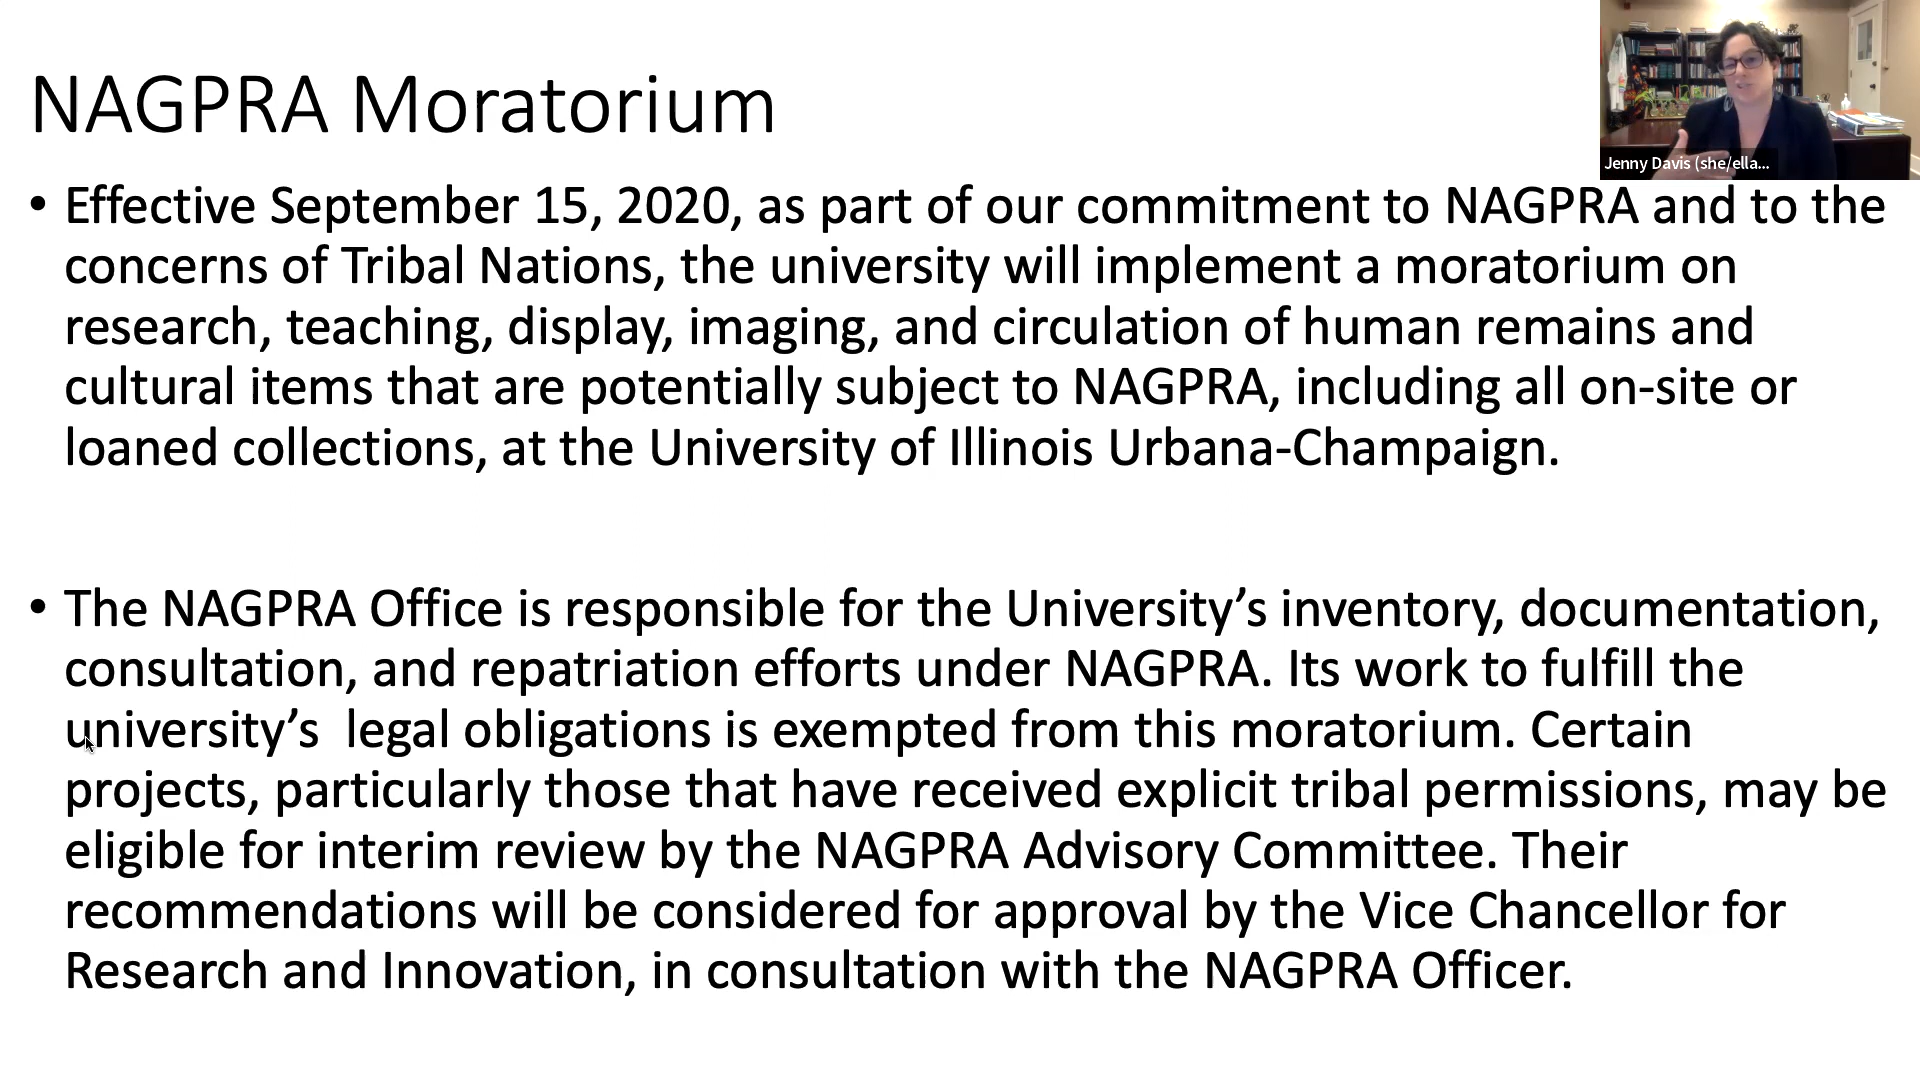 NAGPRA Moratorium
Jenny Davis (she/ella...
• Effective September 15, 2020, as part of our commitment to NAGPRA and to the
concerns of Tribal Nations, the university will implement a moratorium on
research, teaching, display, imaging, and circulation of human remains and
cultural items that are potentially subject to NAGPRA, including all on-site or
loaned collections, at the University of Illinois Urbana-Champaign.
• The NAGPRA Office is responsible for the University’s inventory, documentation,
consultation, and repatriation efforts under NAGPRA. Its work to fulfill the
university’s  legal obligations is exempted from this moratorium. Certain
projects, particularly those that have received explicit tribal permissions, may be
eligible for interim review by the NAGPRA Advisory Committee. Their
recommendations will be considered for approval by the Vice Chancellor for
Research and Innovation, in consultation with the NAGPRA Officer.